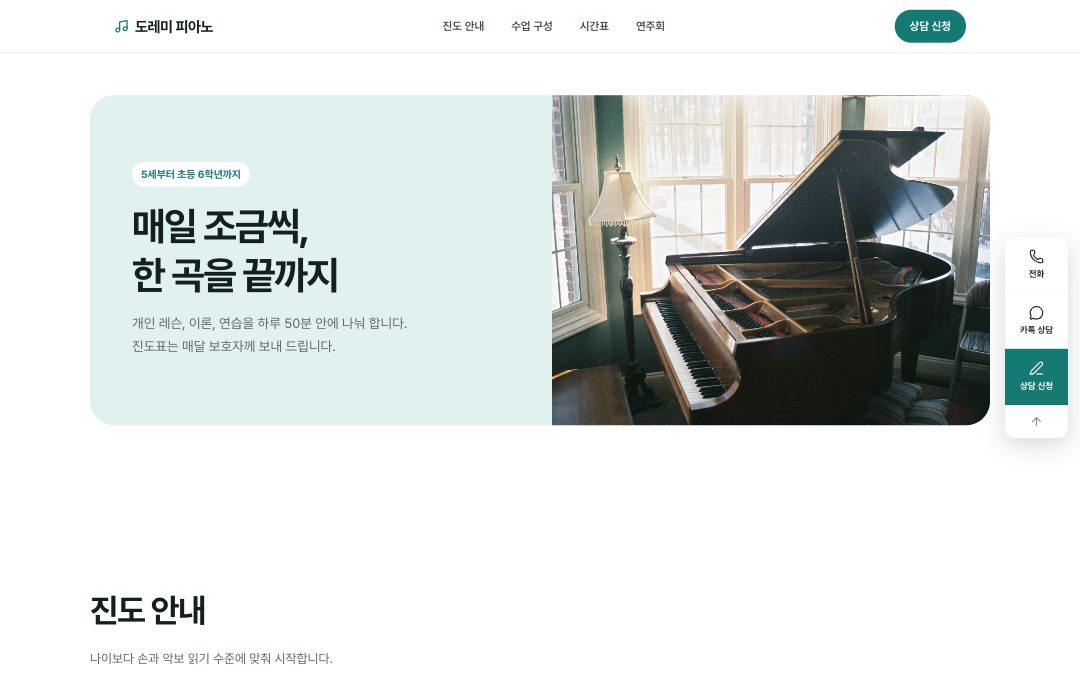 도레미 피아노
진도 안내
수업 구성
시간표
연주회
상담 신청
5세부터 초등 6학년까지
매일 조금씩,
한 곡을 끝까지
개인 레슨, 이론, 연습을 하루 50분 안에 나눠 합니다.
진도표는 매달 보호자께 보내 드립니다.
전화
카톡 상담
상담 신청
진도 안내
나이보다 손과 악보 읽기 수준에 맞춰 시작합니다.